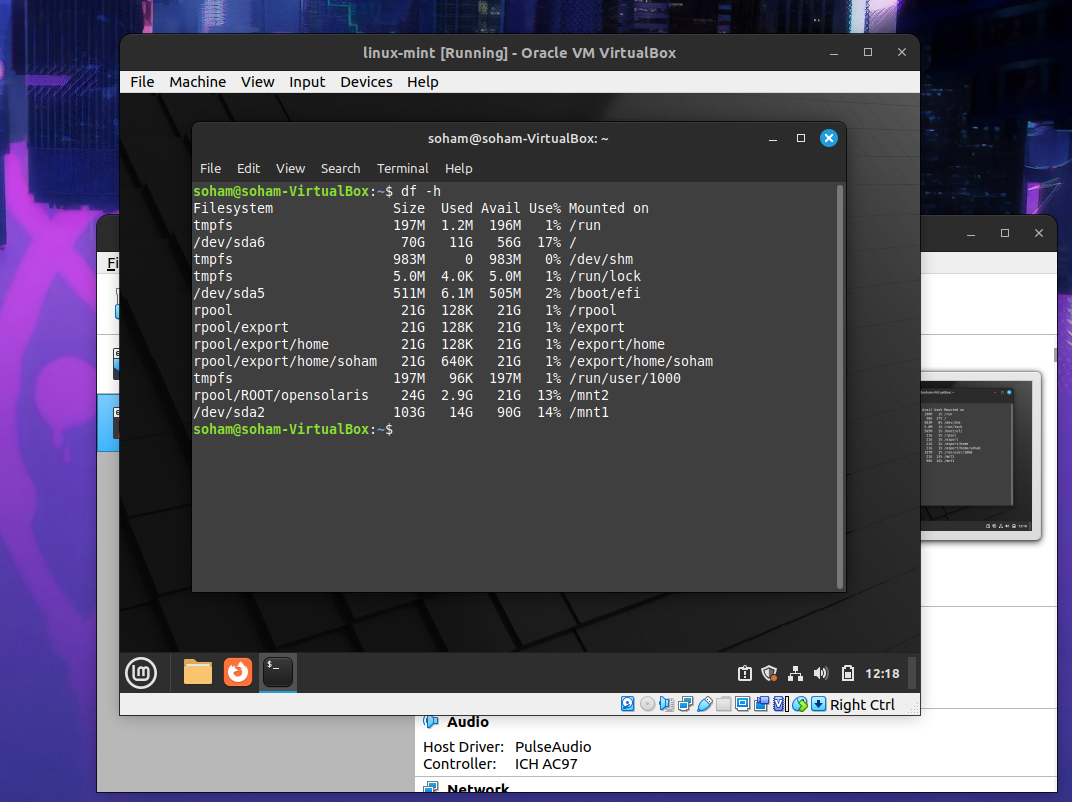 linux-mint [Running] - Oracle VM VirtualBox
File Machine View Input Devices Help
soham@soham-VirtualBox: ~
File Edit View Search Terminal Help
soham@soham-VirtualBox:~$ df -h
Filesystem Size Used Avail Use% Mounted on
tmpfs 197M 1.2M 196M 1% /run
/dev/sda6 70G 11G 56G 17% /
tmpfs 983M 0 983M 0% /dev/shm
tmpfs 5.0M 4.0K 5.0M 1% /run/lock
/dev/sda5 511M 6.1M 505M 2% /boot/efi
rpool 21G 128K 21G 1% /rpool
rpool/export 21G 128K 21G 1% /export
rpool/export/home 21G 128K 21G 1% /export/home
rpool/export/home/soham 21G 640K 21G 1% /export/home/soham
tmpfs 197M 96K 197M 1% /run/user/1000
rpool/ROOT/opensolaris 24G 2.9G 21G 13% /mnt2
/dev/sda2 103G 14G 90G 14% /mnt1
soham@soham-VirtualBox:~$
12:18
Right Ctrl
Audio
Host Driver: PulseAudio
Controller: ICH AC97
Network